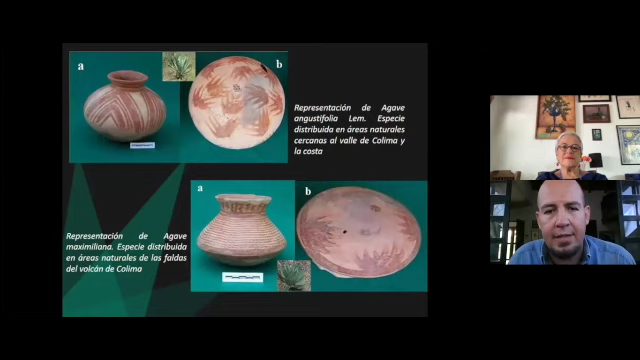 a
b
Representación de Agave
angustifolia Lem. Especie
distribuida en áreas naturales
cercanas al valle de Colima y
la costa
a
b
Representación de Agave
maximiliana. Especie distribuida
en áreas naturales de las faldas
del volcán de Colima